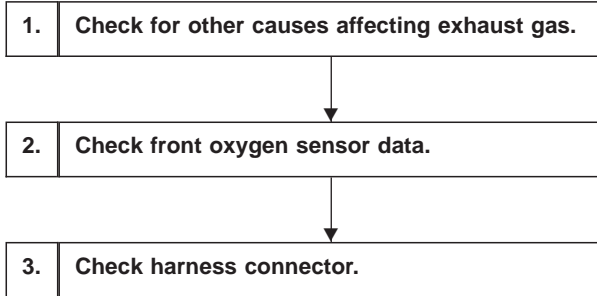 1. Check for other causes affecting exhaust gas.
2. Check front oxygen sensor data.
3. Check harness connector.